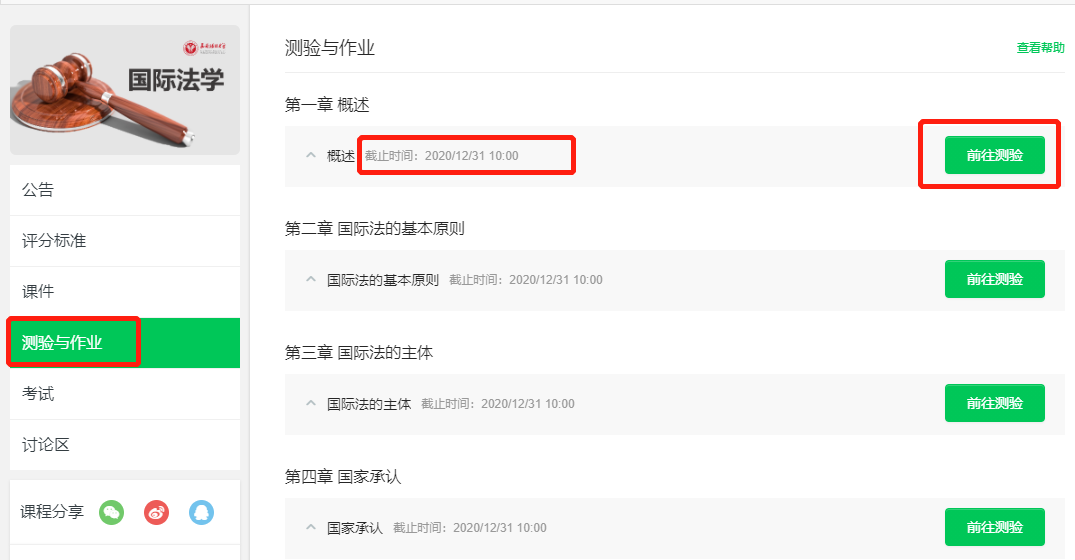 国际法学
公告
评分标准
课件
测验与作业
考试
讨论区
课程分享
测验与作业
查看帮助
第一章 概述
概述 截止时间：2020/12/31 10:00 前往测验
第二章 国际法的基本原则
国际法的基本原则 截止时间：2020/12/31 10:00 前往测验
第三章 国际法的主体
国际法的主体 截止时间：2020/12/31 10:00 前往测验
第四章 国家承认
国家承认 截止时间：2020/12/31 10:00 前往测验